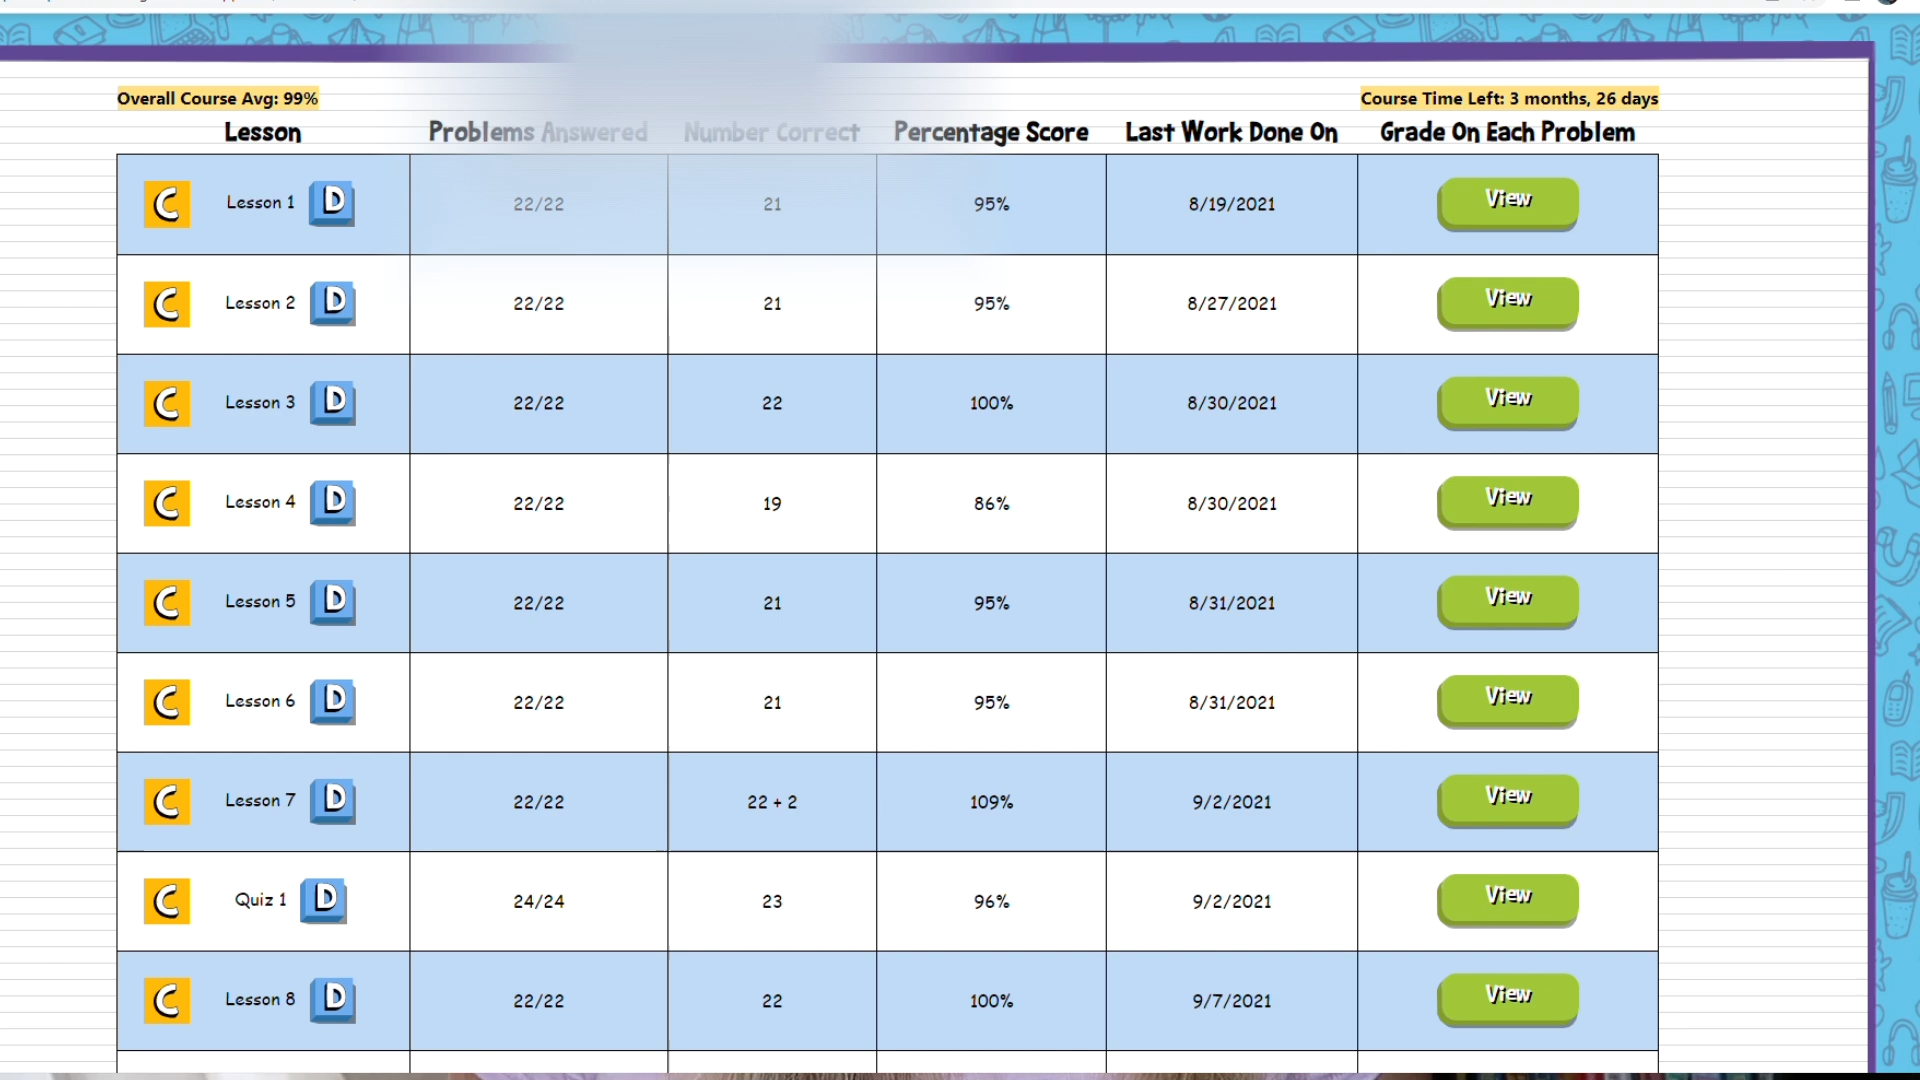 Overall Course Avg: 99% Course Time Left: 3 months, 26 days
Lesson Problems Answered Number Correct Percentage Score Last Work Done On Grade On Each Problem
C Lesson 1 D 22/22 21 95% 8/19/2021 View
C Lesson 2 D 22/22 21 95% 8/27/2021 View
C Lesson 3 D 22/22 22 100% 8/30/2021 View
C Lesson 4 D 22/22 19 86% 8/30/2021 View
C Lesson 5 D 22/22 21 95% 8/31/2021 View
C Lesson 6 D 22/22 21 95% 8/31/2021 View
C Lesson 7 D 22/22 22 + 2 109% 9/2/2021 View
C Quiz 1 D 24/24 23 96% 9/2/2021 View
C Lesson 8 D 22/22 22 100% 9/7/2021 View